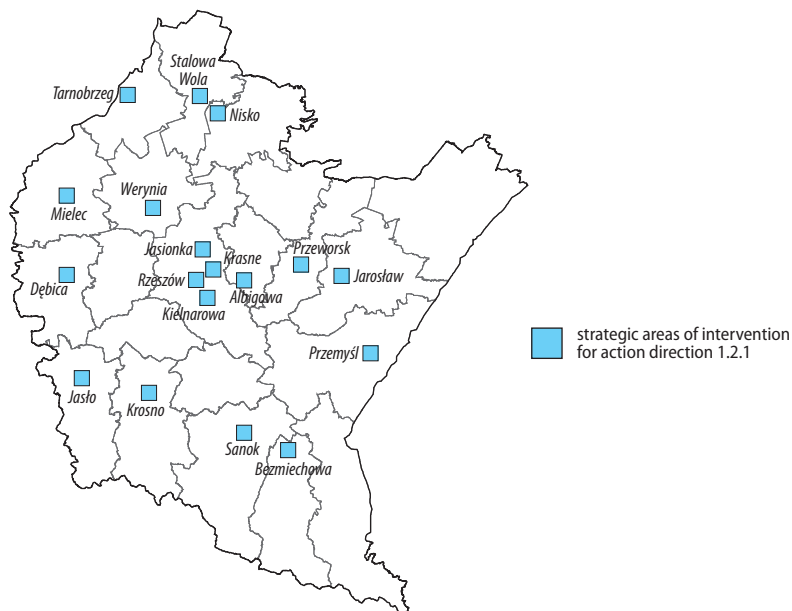 Stalowa
Wola
Tarnobrzeg
Nisko
Werynia
Mielec
Jasionka
Krasne
Przeworsk
Rzeszów
Jarosław
Dębica
Albigowa
Kielnarowa
Przemyśl
Jasło
Krosno
Sanok
Bezmiechowa
strategic areas of intervention
for action direction 1.2.1